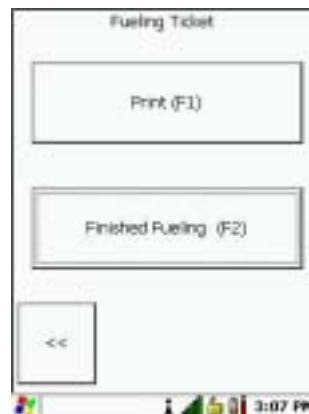 Fueling Ticket
Print (F1)
Finished Fueling (F2)
<<
3:07 PM